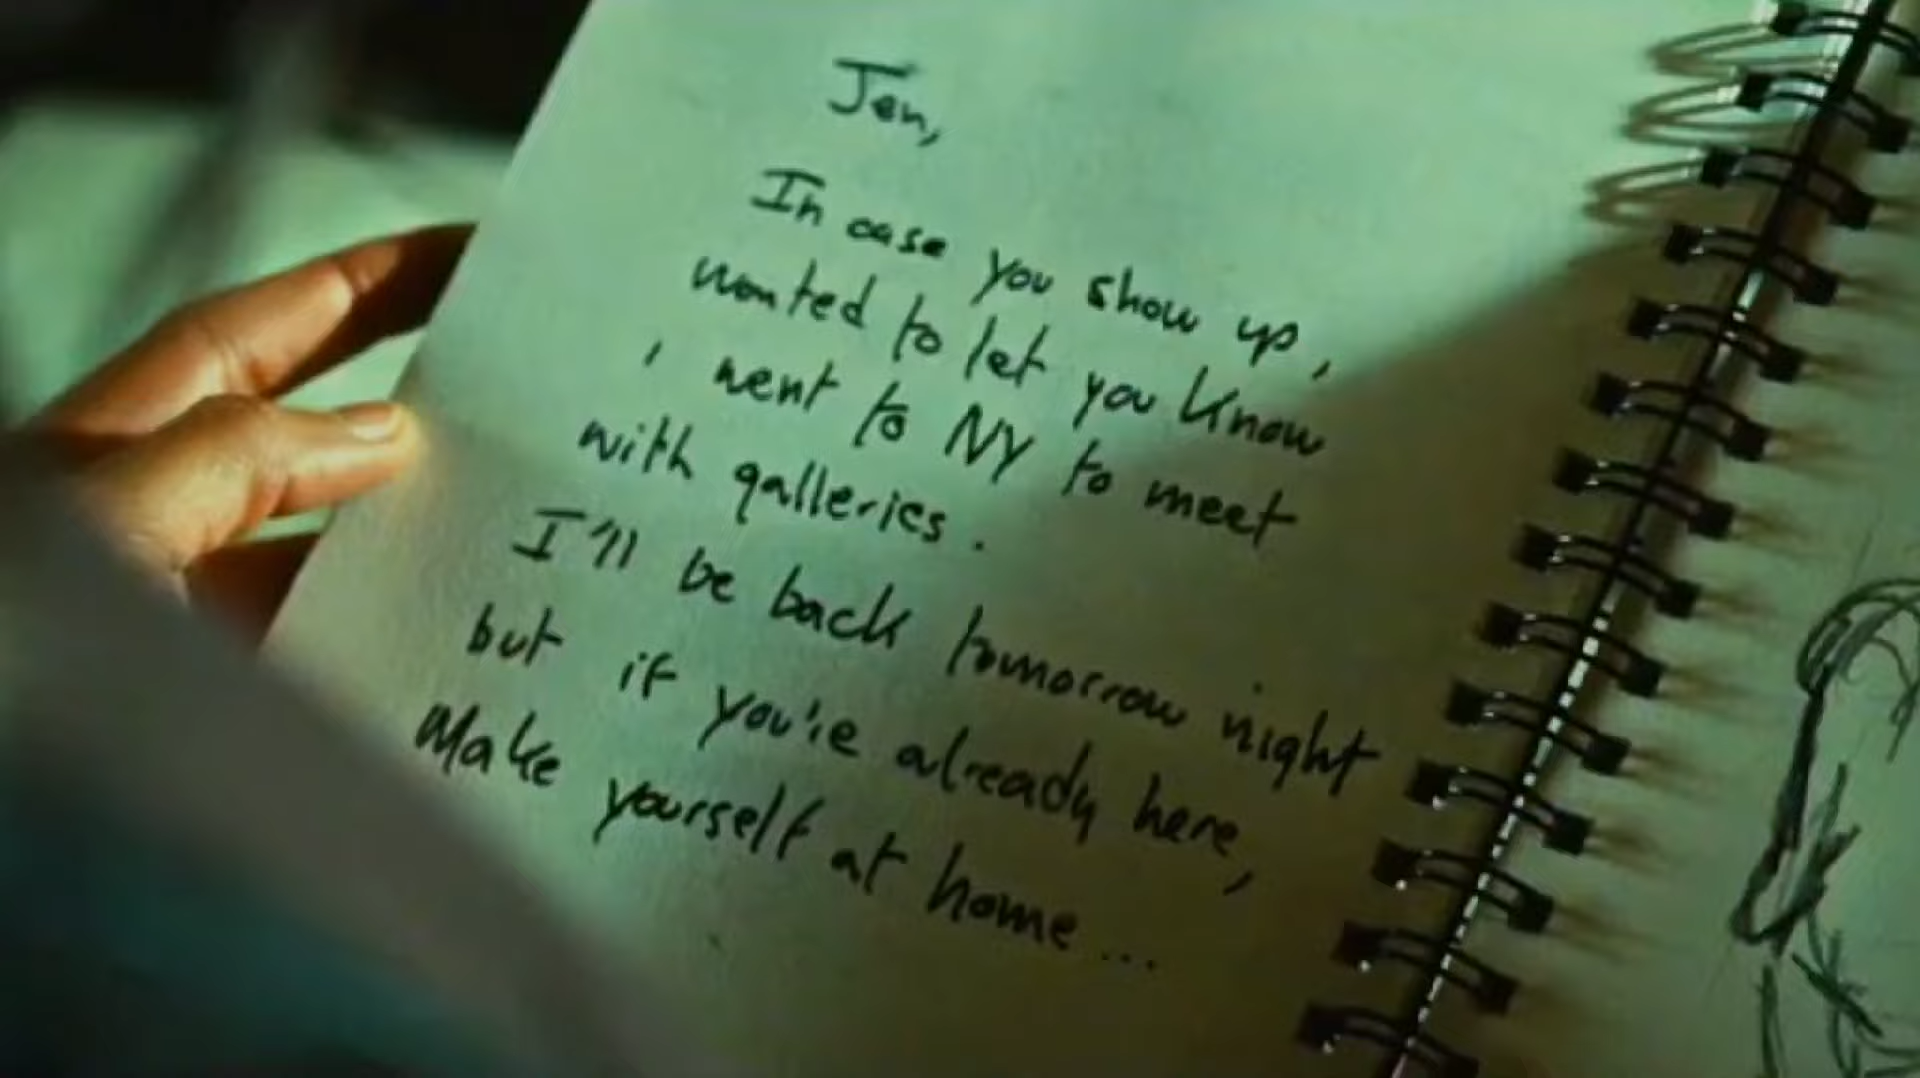 Jen,
In case you show up,
wanted to let you know
I went to NY to meet
with galleries.
I'll be back tomorrow night
but if you're already here,
Make yourself at home...